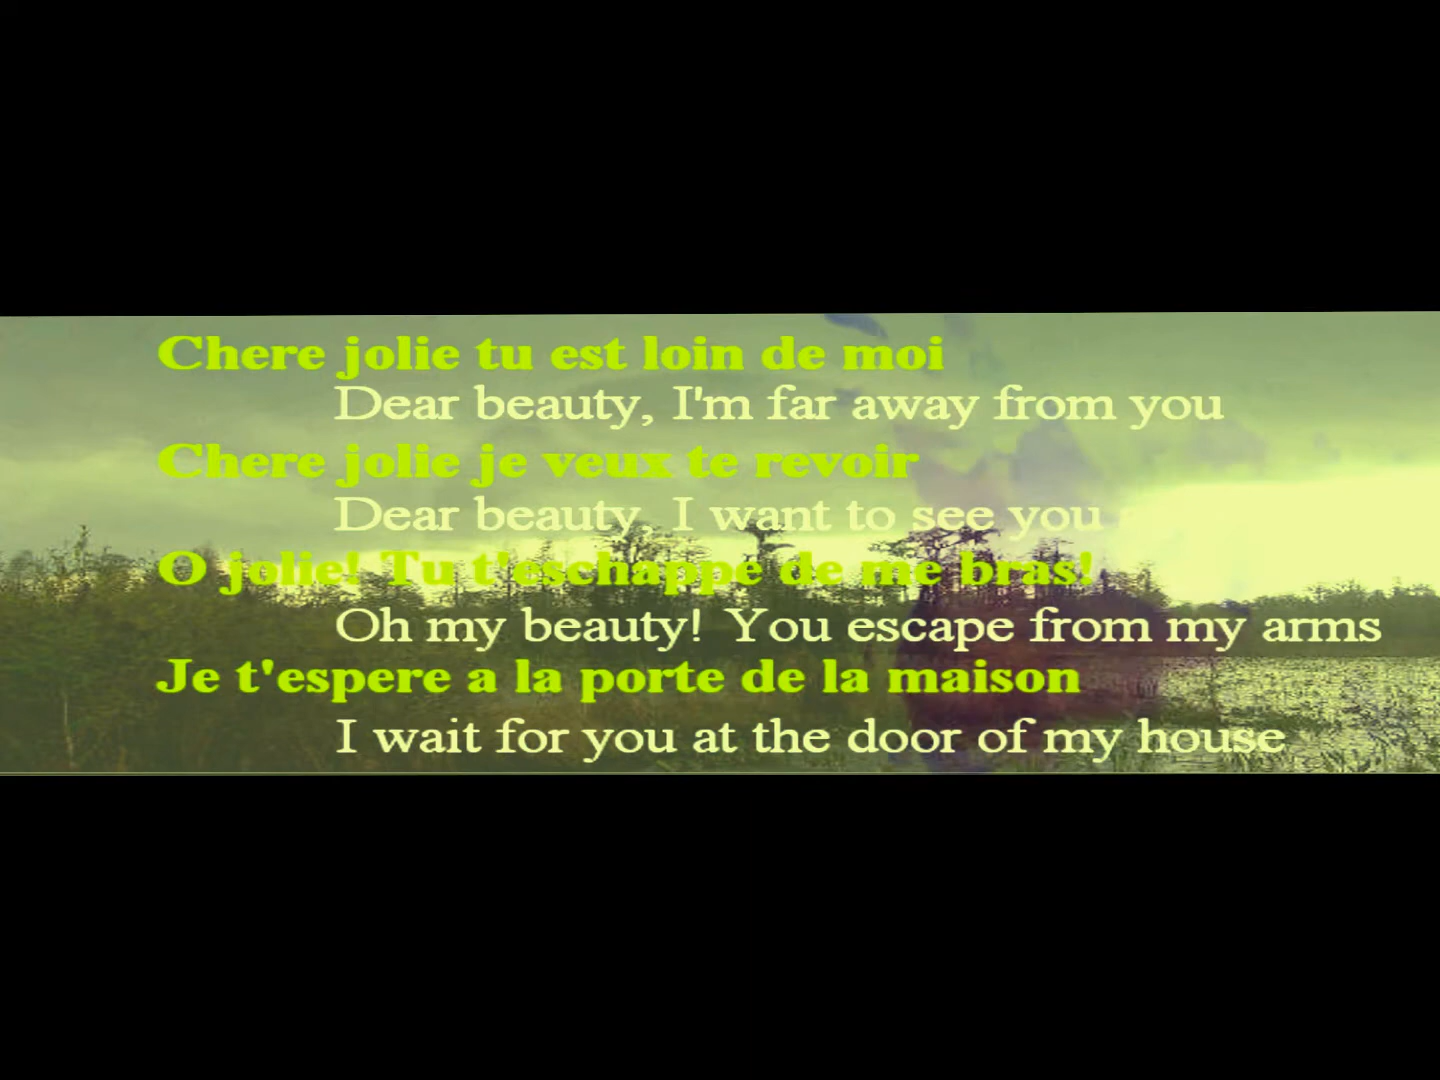 Chere jolie tu est loin de moi
Dear beauty, I'm far away from you
Chere jolie je veux te revoir
Dear beauty, I want to see you
O jolie! Tu t'eschappe de me bras!
Oh my beauty! You escape from my arms
Je t'espere a la porte de la maison
I wait for you at the door of my house